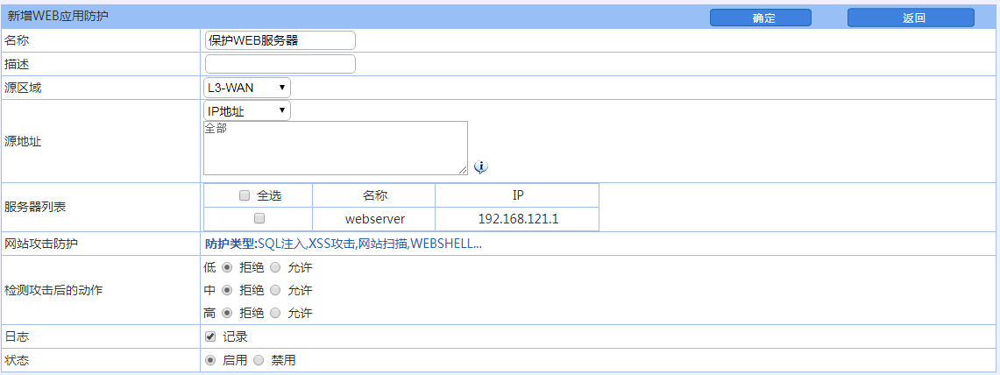 新增WEB应用防护 确定 返回
名称 保护WEB服务器
描述
源区域 L3-WAN
IP地址
源地址 全部
全选 名称 IP
服务器列表
webserver 192.168.121.1
网站攻击防护 防护类型:SQL注入,XSS攻击,网站扫描,WEBSHELL...
低 拒绝 允许
检测攻击后的动作 中 拒绝 允许
高 拒绝 允许
日志 记录
状态 启用 禁用